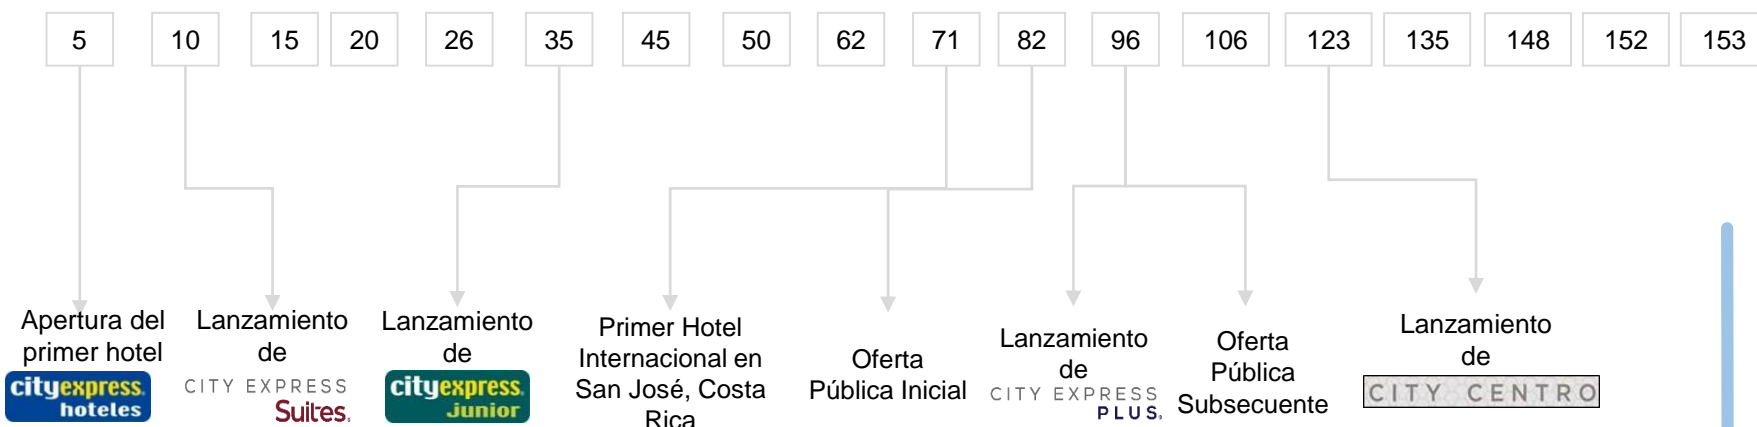 5 10 15 20 26 35 45 50 62 71 82 96 106 123 135 148 152 153
Apertura del
primer hotel
cityexpress.
hoteles
Lanzamiento
de
CITY EXPRESS
Suites.
Lanzamiento
de
cityexpress.
Junior
Primer Hotel
Internacional en
San José, Costa
Rica
Oferta
Pública Inicial
Lanzamiento
de
CITY EXPRESS
PLUS.
Oferta
Pública
Subsecuente
Lanzamiento
de
CITY CENTRO